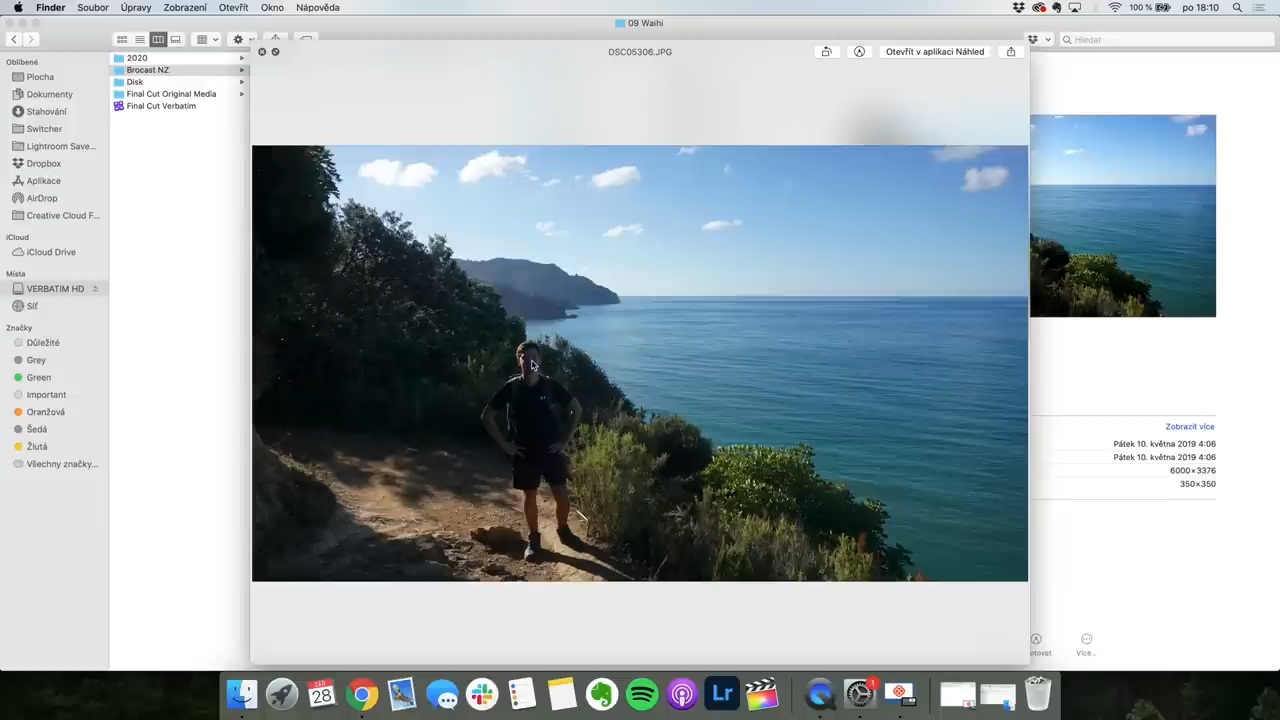 Finder Soubor Úpravy Zobrazení Otevřít Okno Nápověda
100 % po 18:10
09 Waihi
Hledat
DSC05306.JPG
Otevřít v aplikaci Náhled
Oblíbené
Plocha
Dokumenty
Stahování
Switcher
Lightroom Save...
Dropbox
Aplikace
AirDrop
Creative Cloud F...
iCloud
iCloud Drive
Místa
VERBATIM HD
Síť
Značky
Důležité
Grey
Green
Important
Oranžová
Šedá
Žlutá
Všechny značky...
2020
Brocast NZ
Disk
Final Cut Original Media
Final Cut Verbatim
Zobrazit více
Pátek 10. května 2019 4:06
Pátek 10. května 2019 4:06
6000×3376
350×350
Více...
28
Lr
1